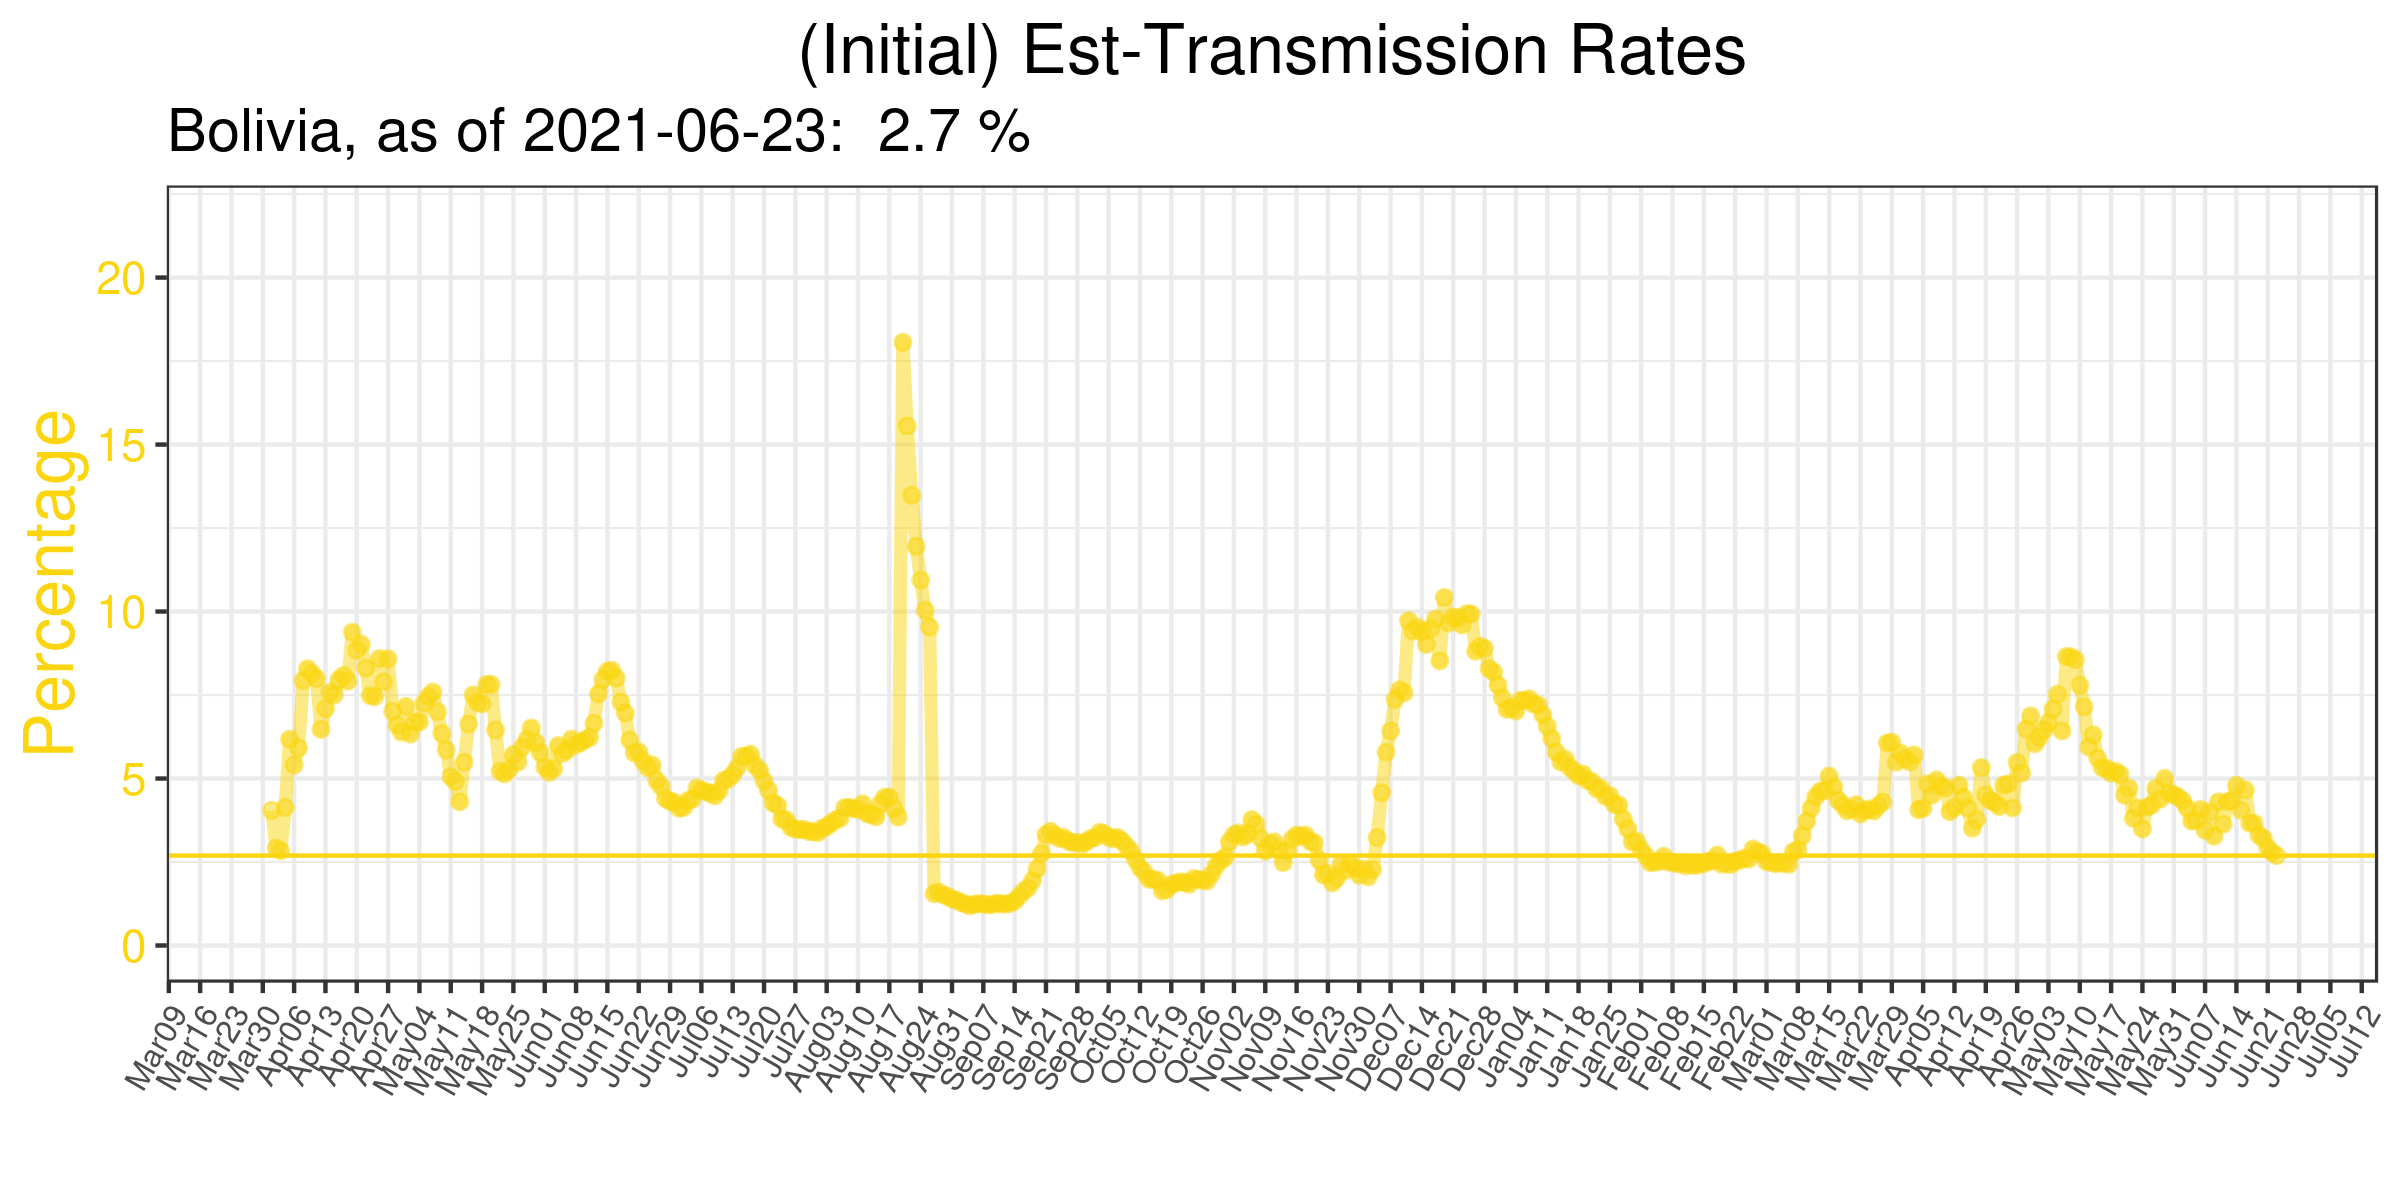 (Initial) Est-Transmission Rates
Bolivia, as of 2021-06-23: 2.7 %
Percentage
20
15
10
5
0
Mar09
Mar16
Mar23
Mar30
Apr06
Apr13
Apr20
Apr27
May04
May11
May18
May25
Jun01
Jun08
Jun15
Jun22
Jun29
Jul06
Jul13
Jul20
Jul27
Aug03
Aug10
Aug17
Aug24
Aug31
Sep07
Sep14
Sep21
Sep28
Oct05
Oct12
Oct19
Oct26
Nov02
Nov09
Nov16
Nov23
Nov30
Dec07
Dec14
Dec21
Dec28
Jan04
Jan11
Jan18
Jan25
Feb01
Feb08
Feb15
Feb22
Mar01
Mar08
Mar15
Mar22
Mar29
Apr05
Apr12
Apr19
Apr26
May03
May10
May17
May24
May31
Jun07
Jun14
Jun21
Jun28
Jul05
Jul12